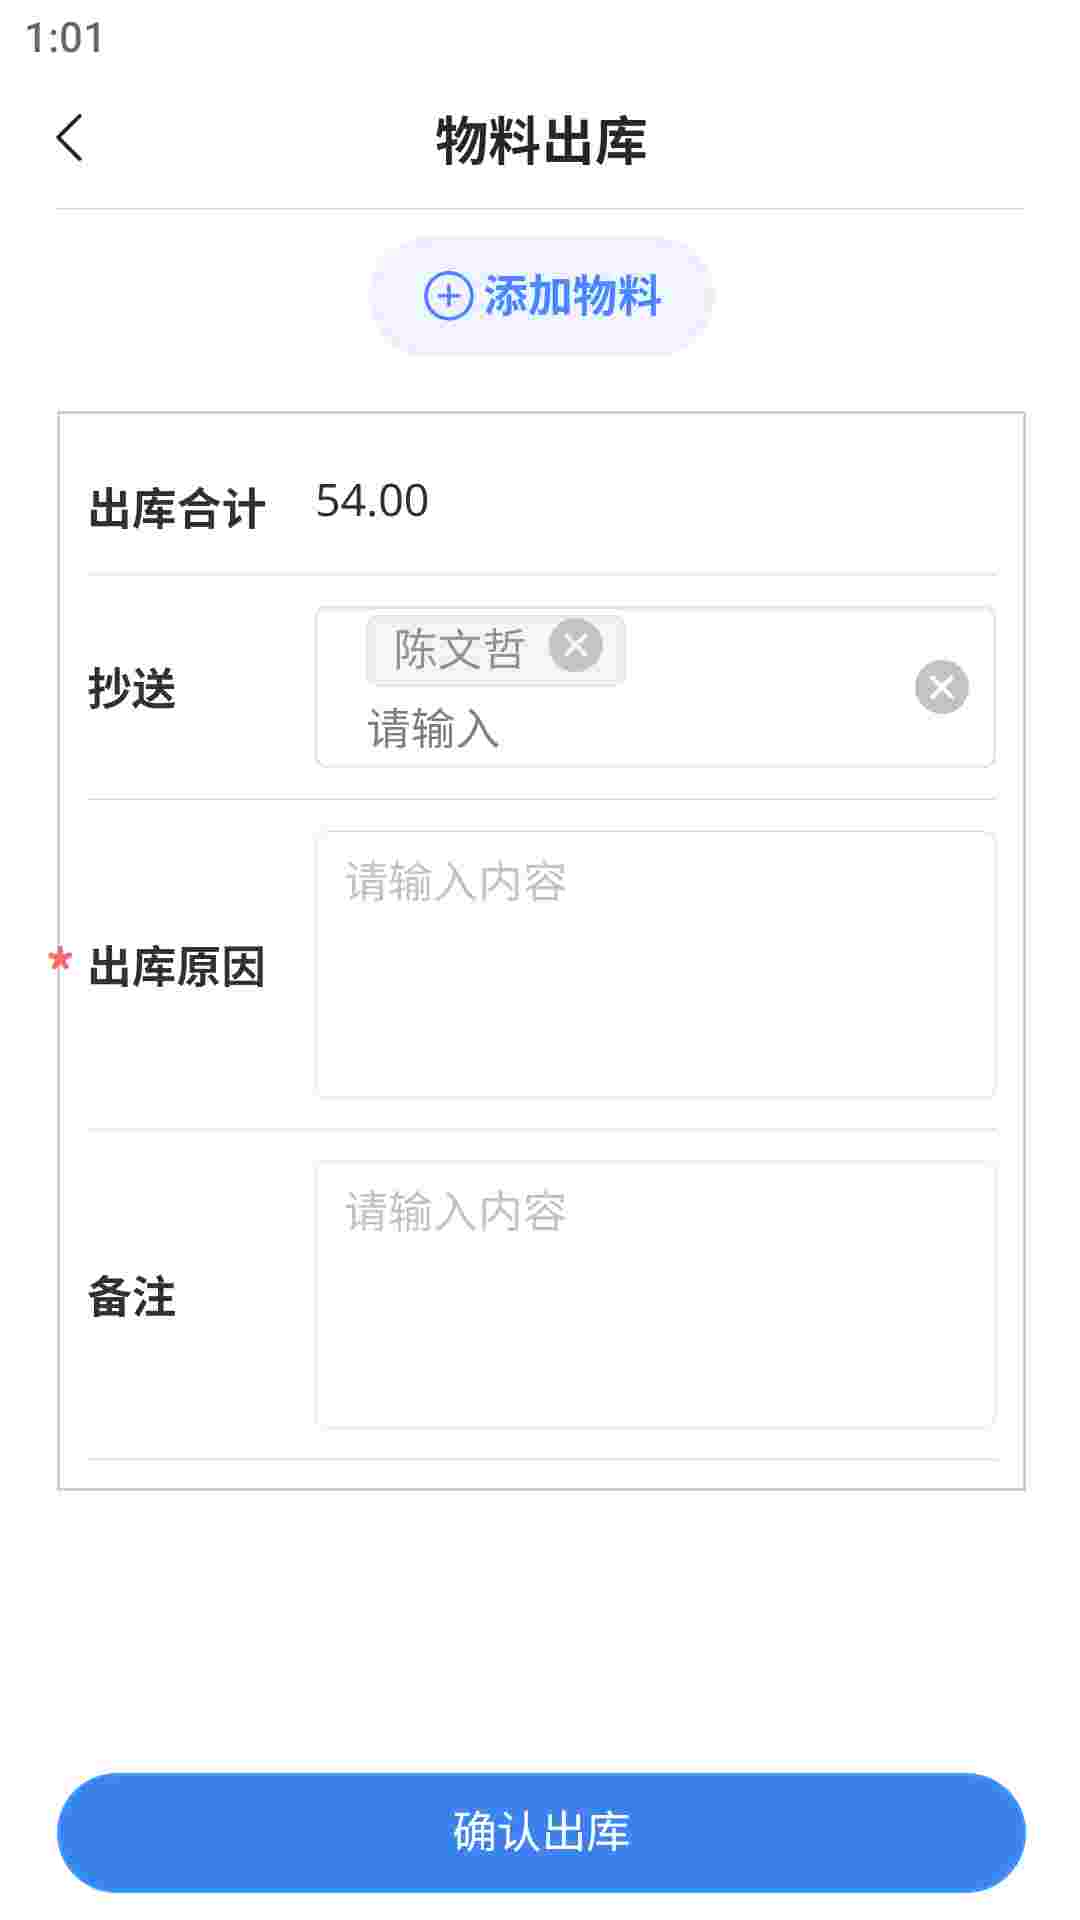 1:01
物料出库
添加物料
出库合计 54.00
抄送
陈文哲
请输入
请输入内容
* 出库原因
请输入内容
备注
确认出库